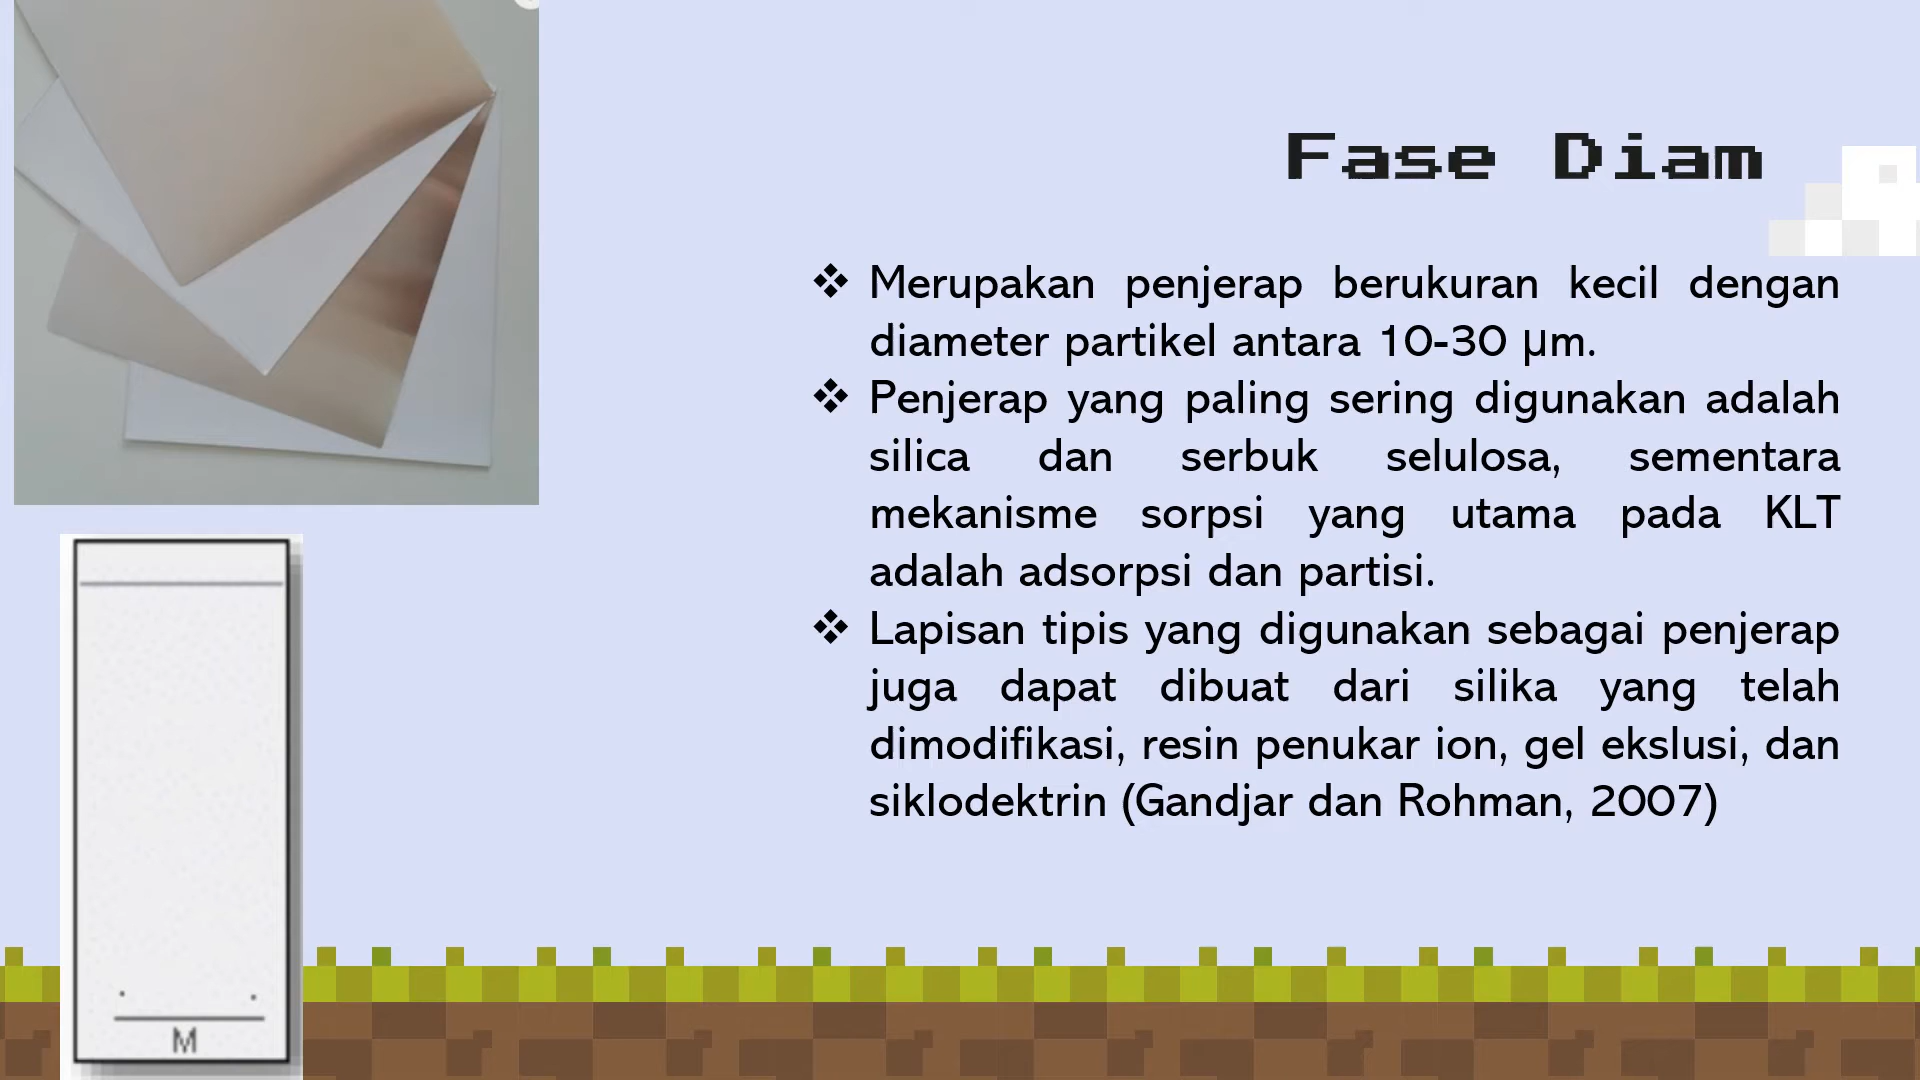 Fase Diam
❖ Merupakan penjerap berukuran kecil dengan
diameter partikel antara 10-30 µm.
❖ Penjerap yang paling sering digunakan adalah
silica dan serbuk selulosa, sementara
mekanisme sorpsi yang utama pada KLT
adalah adsorpsi dan partisi.
❖ Lapisan tipis yang digunakan sebagai penjerap
juga dapat dibuat dari silika yang telah
dimodifikasi, resin penukar ion, gel ekslusi, dan
siklodektrin (Gandjar dan Rohman, 2007)
M